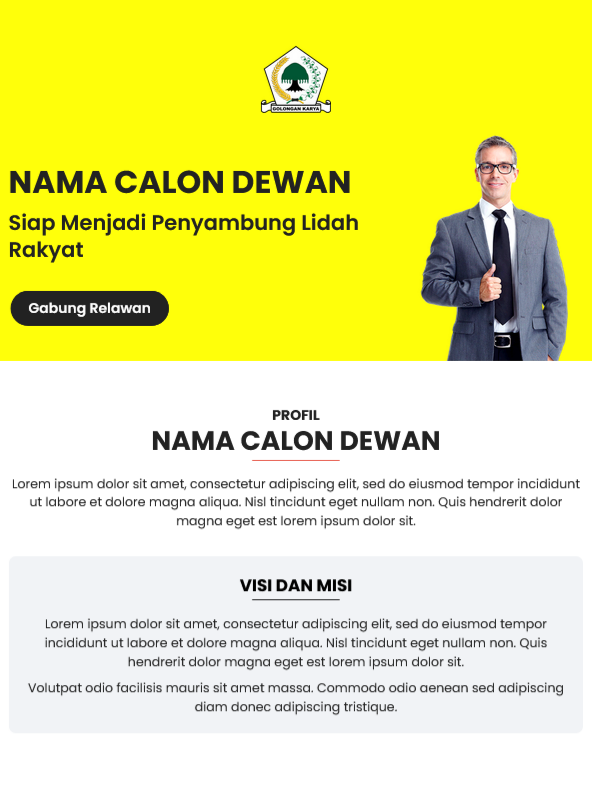 GOLONGAN KARYA
NAMA CALON DEWAN
Siap Menjadi Penyambung Lidah
Rakyat
Gabung Relawan
PROFIL
NAMA CALON DEWAN
Lorem ipsum dolor sit amet, consectetur adipiscing elit, sed do eiusmod tempor incididunt
ut labore et dolore magna aliqua. Nisl tincidunt eget nullam non. Quis hendrerit dolor
magna eget est lorem ipsum dolor sit.
VISI DAN MISI
Lorem ipsum dolor sit amet, consectetur adipiscing elit, sed do eiusmod tempor
incididunt ut labore et dolore magna aliqua. Nisl tincidunt eget nullam non. Quis
hendrerit dolor magna eget est lorem ipsum dolor sit.
Volutpat odio facilisis mauris sit amet massa. Commodo odio aenean sed adipiscing
diam donec adipiscing tristique.